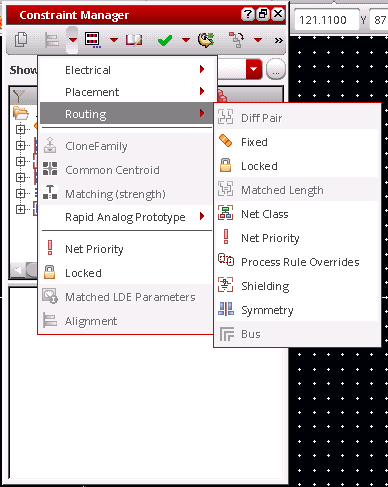 Constraint Manager
121.1100 Y 87
Show
Electrical
Placement
Routing
CloneFamily
Common Centroid
Matching (strength)
Rapid Analog Prototype
Net Priority
Locked
Matched LDE Parameters
Alignment
Diff Pair
Fixed
Locked
Matched Length
Net Class
Net Priority
Process Rule Overrides
Shielding
Symmetry
Bus